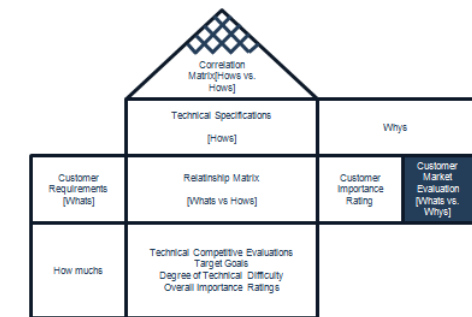 Correlation
Matrix[Hows vs.
Hows]
Technical Specifications
[Hows]
Whys
Customer
Requirements
[Whats]
Relatinship Matrix
[Whats vs Hows]
Customer
Importance
Rating
Customer
Market
Evaluation
[Whats vs.
Whys]
How muchs
Technical Competitive Evaluations
Target Goals
Degree of Technical Difficulty
Overall Importance Ratings